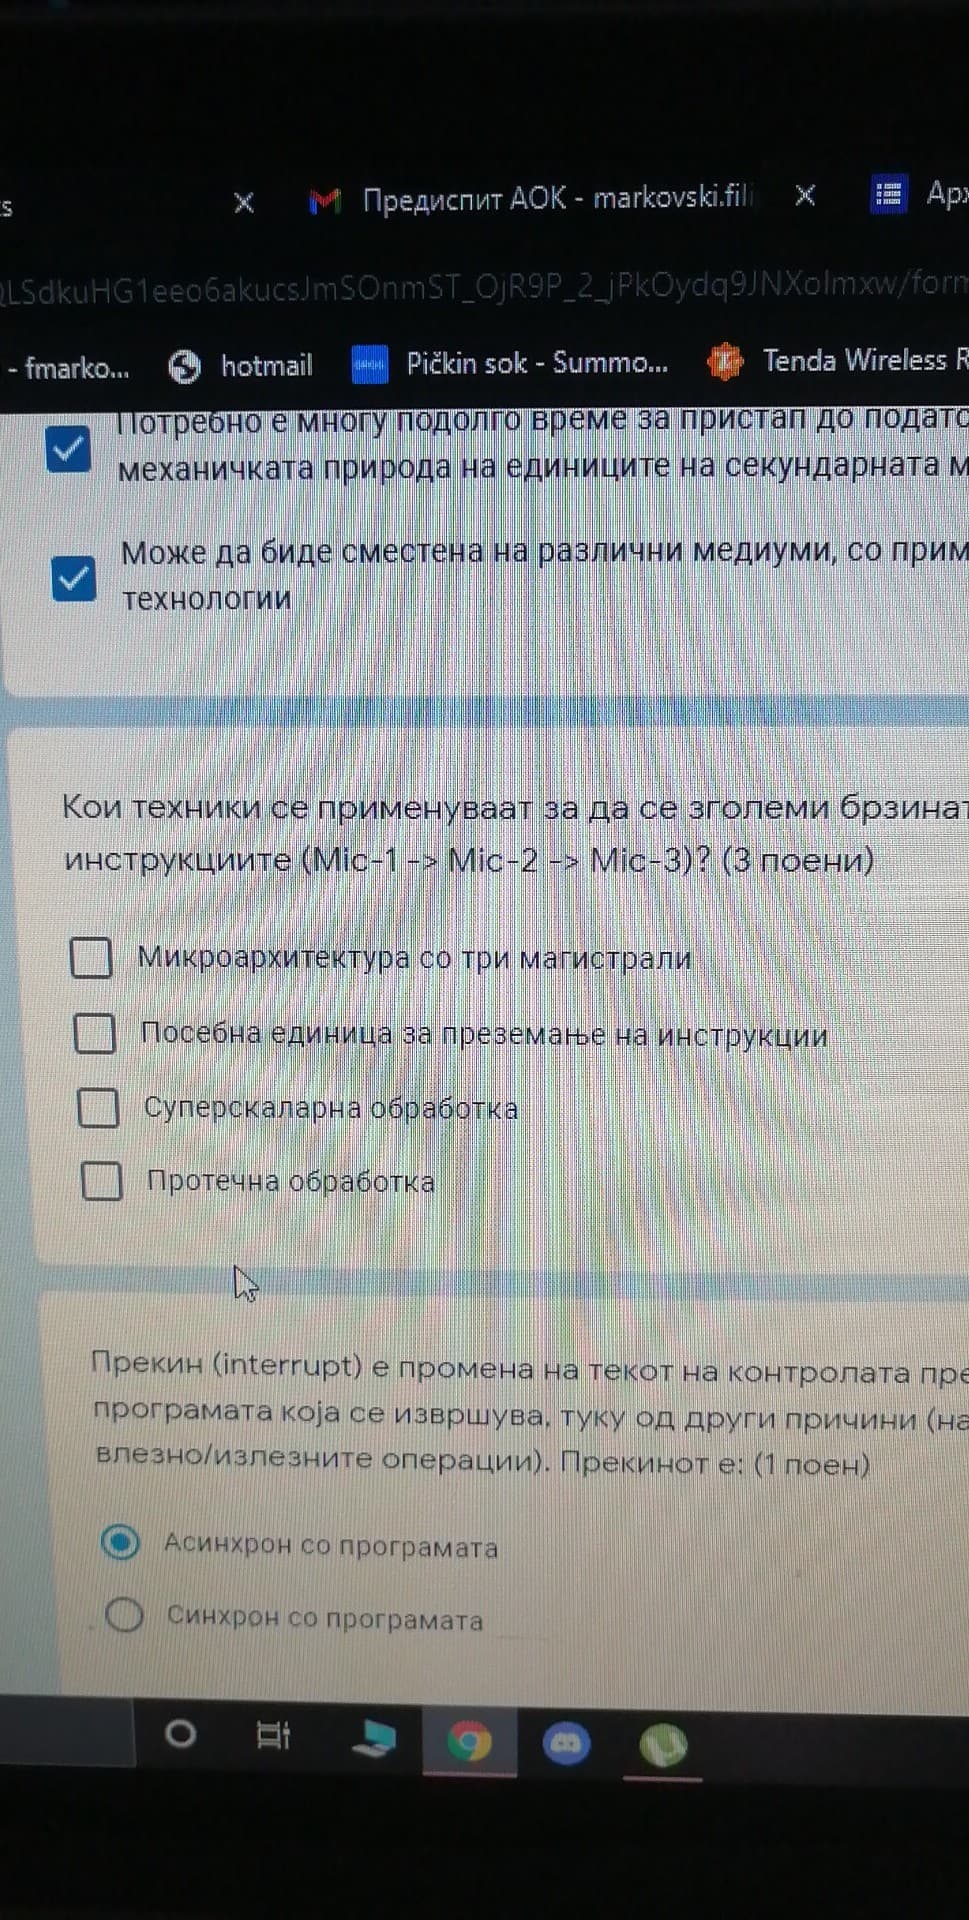 Предиспит АОК - markovski.fil
LSdkuHG1eeo6akucsJmSOnmST_OjR9P_2_jPkOydq9JNXolmxw/form
- fmarko...
hotmail
Pičkin sok - Summo...
Tenda Wireless R
Потребно е многу подолго време за пристап до подато
механичката природа на единиците на секундарната м
Може да биде сместена на различни медиуми, со прим
технологии
Кои техники се применуваат за да се зголеми брзинат
инструкциите (Mic-1 -> Mic-2 -> Mic-3)? (3 поени)
Микроархитектура со три магистрали
Посебна единица за преземање на инструкции
Суперскаларна обработка
Проточна обработка
Прекин (interrupt) е промена на текот на контролата пре
програмата која се извршува, туку од други причини (на
влезно/излезните операции). Прекинот е: (1 поен)
Асинхрон со програмата
Синхрон со програмата